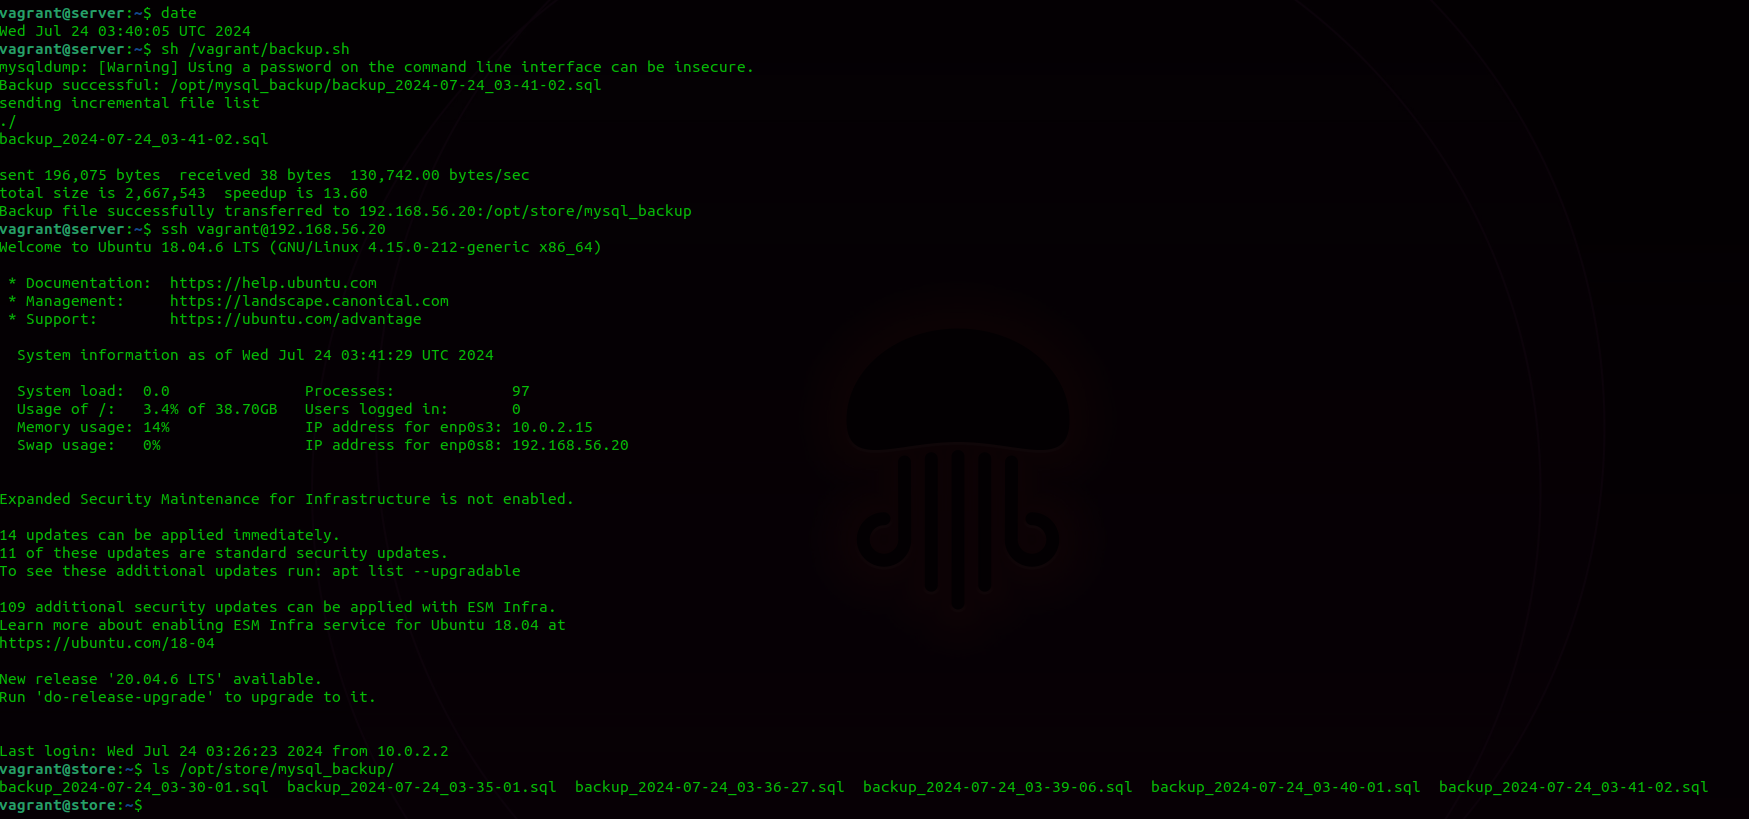 vagrant@server:~$ date
Wed Jul 24 03:40:05 UTC 2024
vagrant@server:~$ sh /vagrant/backup.sh
mysqldump: [Warning] Using a password on the command line interface can be insecure.
Backup successful: /opt/mysql_backup/backup_2024-07-24_03-41-02.sql
sending incremental file list
./
backup_2024-07-24_03-41-02.sql
sent 196,075 bytes  received 38 bytes  130,742.00 bytes/sec
total size is 2,667,543  speedup is 13.60
Backup file successfully transferred to 192.168.56.20:/opt/store/mysql_backup
vagrant@server:~$ ssh vagrant@192.168.56.20
Welcome to Ubuntu 18.04.6 LTS (GNU/Linux 4.15.0-212-generic x86_64)
 * Documentation:  https://help.ubuntu.com
 * Management:     https://landscape.canonical.com
 * Support:        https://ubuntu.com/advantage
  System information as of Wed Jul 24 03:41:29 UTC 2024
  System load:  0.0               Processes:             97
  Usage of /:   3.4% of 38.70GB   Users logged in:       0
  Memory usage: 14%               IP address for enp0s3: 10.0.2.15
  Swap usage:   0%                IP address for enp0s8: 192.168.56.20
Expanded Security Maintenance for Infrastructure is not enabled.
14 updates can be applied immediately.
11 of these updates are standard security updates.
To see these additional updates run: apt list --upgradable
109 additional security updates can be applied with ESM Infra.
Learn more about enabling ESM Infra service for Ubuntu 18.04 at
https://ubuntu.com/18-04
New release '20.04.6 LTS' available.
Run 'do-release-upgrade' to upgrade to it.
Last login: Wed Jul 24 03:26:23 2024 from 10.0.2.2
vagrant@store:~$ ls /opt/store/mysql_backup/
backup_2024-07-24_03-30-01.sql  backup_2024-07-24_03-35-01.sql  backup_2024-07-24_03-36-27.sql  backup_2024-07-24_03-39-06.sql  backup_2024-07-24_03-40-01.sql  backup_2024-07-24_03-41-02.sql
vagrant@store:~$